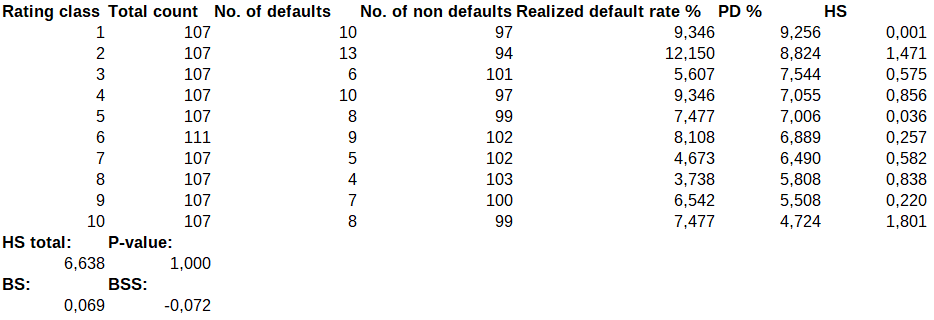 Rating class Total count No. of defaults No. of non defaults Realized default rate % PD % HS
1 107 10 97 9,346 9,256 0,001
2 107 13 94 12,150 8,824 1,471
3 107 6 101 5,607 7,544 0,575
4 107 10 97 9,346 7,055 0,856
5 107 8 99 7,477 7,006 0,036
6 111 9 102 8,108 6,889 0,257
7 107 5 102 4,673 6,490 0,582
8 107 4 103 3,738 5,808 0,838
9 107 7 100 6,542 5,508 0,220
10 107 8 99 7,477 4,724 1,801
HS total: P-value:
6,638 1,000
BS: BSS:
0,069 -0,072